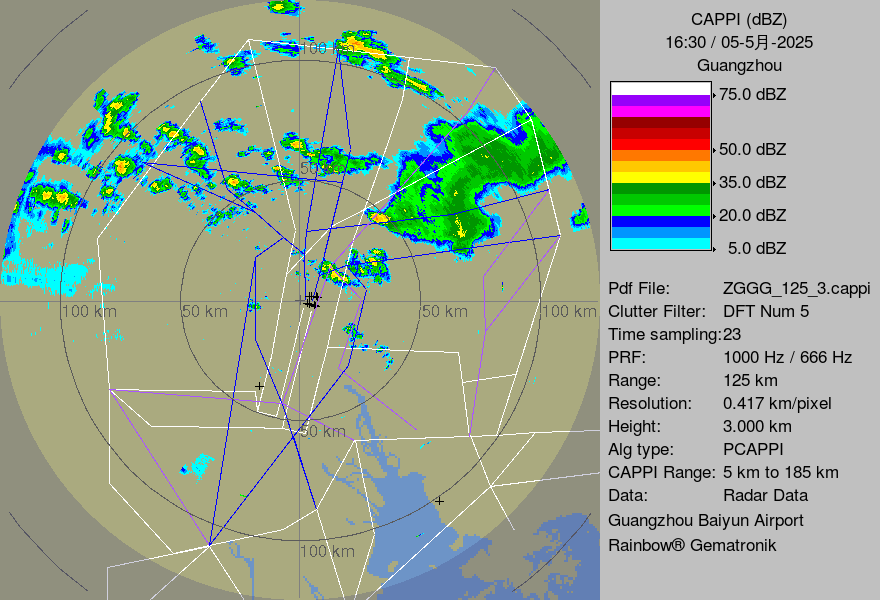 CAPPI (dBZ)
16:30 / 05-5月-2025
Guangzhou
75.0 dBZ
50.0 dBZ
35.0 dBZ
20.0 dBZ
5.0 dBZ
Pdf File: ZGGG_125_3.cappi
Clutter Filter: DFT Num 5
Time sampling:23
PRF: 1000 Hz / 666 Hz
Range: 125 km
Resolution: 0.417 km/pixel
Height: 3.000 km
Alg type: PCAPPI
CAPPI Range: 5 km to 185 km
Data: Radar Data
Guangzhou Baiyun Airport
Rainbow® Gematronik
100 km
50 km
100 km
50 km
50 km
100 km
50 km
100 km